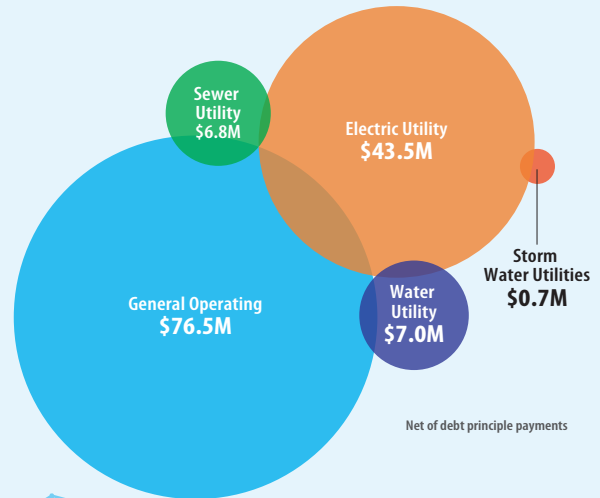 Sewer
Utility
$6.8M
Electric Utility
$43.5M
Storm
Water Utilities
$0.7M
General Operating
$76.5M
Water
Utility
$7.0M
Net of debt principle payments